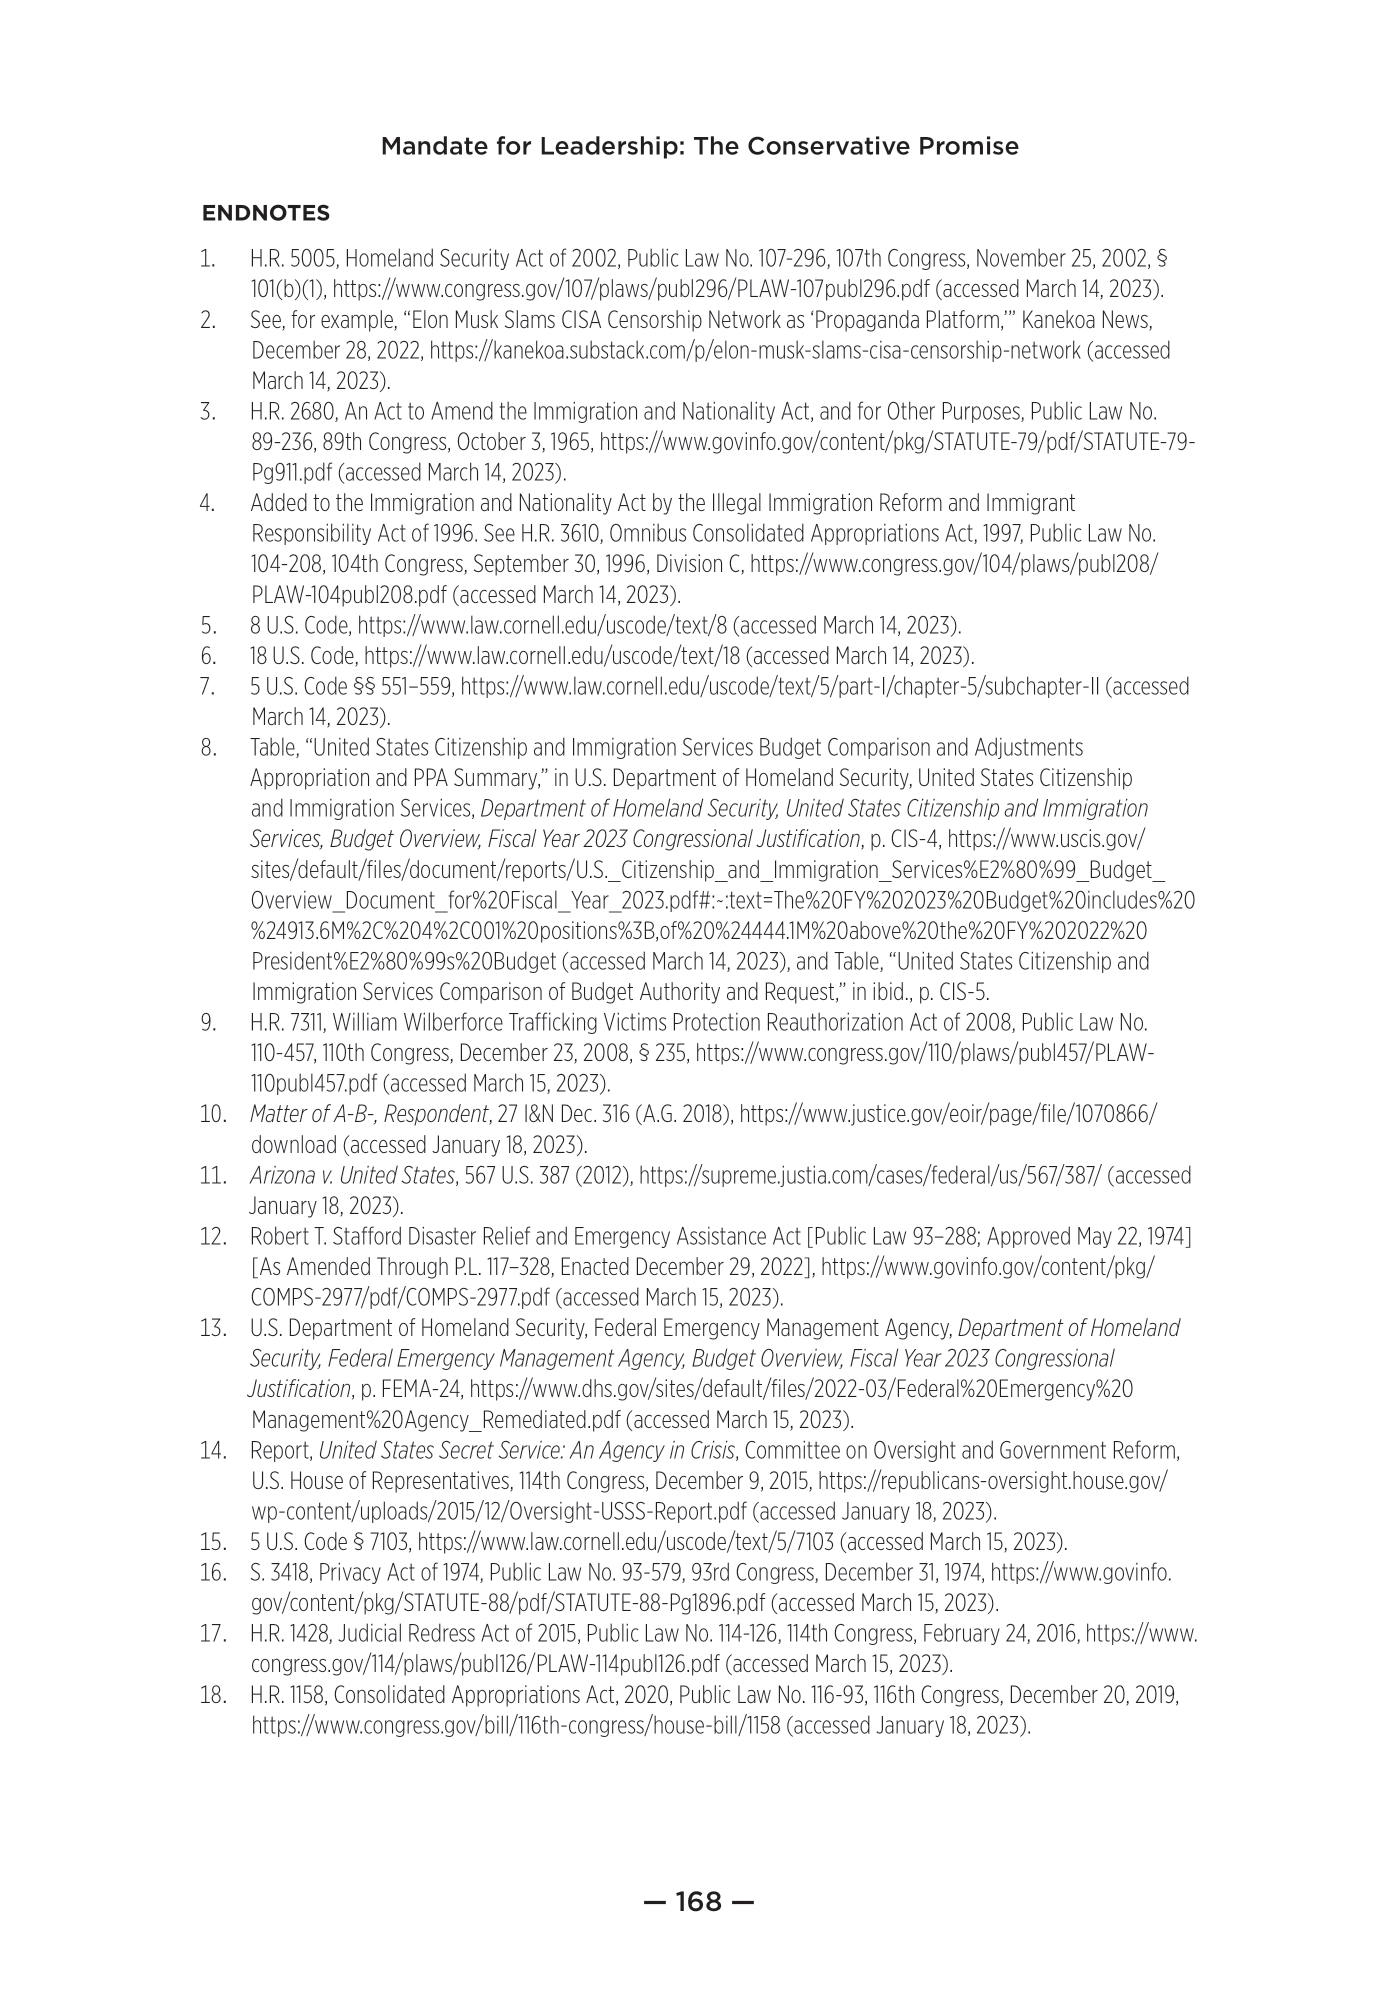 Mandate for Leadership: The Conservative Promise
ENDNOTES
1. H.R. 5005, Homeland Security Act of 2002, Public Law No. 107-296, 107th Congress, November 25, 2002, §
101(b)(1), https://www.congress.gov/107/plaws/publ296/PLAW-107publ296.pdf (accessed March 14, 2023).
2. See, for example, “Elon Musk Slams CISA Censorship Network as ‘Propaganda Platform,’” Kanekoa News,
December 28, 2022, https://kanekoa.substack.com/p/elon-musk-slams-cisa-censorship-network (accessed
March 14, 2023).
3. H.R. 2680, An Act to Amend the Immigration and Nationality Act, and for Other Purposes, Public Law No.
89-236, 89th Congress, October 3, 1965, https://www.govinfo.gov/content/pkg/STATUTE-79/pdf/STATUTE-79-
Pg911.pdf (accessed March 14, 2023).
4. Added to the Immigration and Nationality Act by the Illegal Immigration Reform and Immigrant
Responsibility Act of 1996. See H.R. 3610, Omnibus Consolidated Appropriations Act, 1997, Public Law No.
104-208, 104th Congress, September 30, 1996, Division C, https://www.congress.gov/104/plaws/publ208/
PLAW-104publ208.pdf (accessed March 14, 2023).
5. 8 U.S. Code, https://www.law.cornell.edu/uscode/text/8 (accessed March 14, 2023).
6. 18 U.S. Code, https://www.law.cornell.edu/uscode/text/18 (accessed March 14, 2023).
7. 5 U.S. Code §§ 551–559, https://www.law.cornell.edu/uscode/text/5/part-I/chapter-5/subchapter-II (accessed
March 14, 2023).
8. Table, “United States Citizenship and Immigration Services Budget Comparison and Adjustments
Appropriation and PPA Summary,” in U.S. Department of Homeland Security, United States Citizenship
and Immigration Services, Department of Homeland Security, United States Citizenship and Immigration
Services, Budget Overview, Fiscal Year 2023 Congressional Justification, p. CIS-4, https://www.uscis.gov/
sites/default/files/document/reports/U.S._Citizenship_and_Immigration_Services%E2%80%99_Budget_
Overview_Document_for%20Fiscal_Year_2023.pdf#:~:text=The%20FY%202023%20Budget%20includes%20
%24913.6M%2C%204%2C001%20positions%3B,of%20%24444.1M%20above%20the%20FY%202022%20
President%E2%80%99s%20Budget (accessed March 14, 2023), and Table, “United States Citizenship and
Immigration Services Comparison of Budget Authority and Request,” in ibid., p. CIS-5.
9. H.R. 7311, William Wilberforce Trafficking Victims Protection Reauthorization Act of 2008, Public Law No.
110-457, 110th Congress, December 23, 2008, § 235, https://www.congress.gov/110/plaws/publ457/PLAW-
110publ457.pdf (accessed March 15, 2023).
10. Matter of A-B-, Respondent, 27 I&N Dec. 316 (A.G. 2018), https://www.justice.gov/eoir/page/file/1070866/
download (accessed January 18, 2023).
11. Arizona v. United States, 567 U.S. 387 (2012), https://supreme.justia.com/cases/federal/us/567/387/ (accessed
January 18, 2023).
12. Robert T. Stafford Disaster Relief and Emergency Assistance Act [Public Law 93–288; Approved May 22, 1974]
[As Amended Through P.L. 117–328, Enacted December 29, 2022], https://www.govinfo.gov/content/pkg/
COMPS-2977/pdf/COMPS-2977.pdf (accessed March 15, 2023).
13. U.S. Department of Homeland Security, Federal Emergency Management Agency, Department of Homeland
Security, Federal Emergency Management Agency, Budget Overview, Fiscal Year 2023 Congressional
Justification, p. FEMA-24, https://www.dhs.gov/sites/default/files/2022-03/Federal%20Emergency%20
Management%20Agency_Remediated.pdf (accessed March 15, 2023).
14. Report, United States Secret Service: An Agency in Crisis, Committee on Oversight and Government Reform,
U.S. House of Representatives, 114th Congress, December 9, 2015, https://republicans-oversight.house.gov/
wp-content/uploads/2015/12/Oversight-USSS-Report.pdf (accessed January 18, 2023).
15. 5 U.S. Code § 7103, https://www.law.cornell.edu/uscode/text/5/7103 (accessed March 15, 2023).
16. S. 3418, Privacy Act of 1974, Public Law No. 93-579, 93rd Congress, December 31, 1974, https://www.govinfo.
gov/content/pkg/STATUTE-88/pdf/STATUTE-88-Pg1896.pdf (accessed March 15, 2023).
17. H.R. 1428, Judicial Redress Act of 2015, Public Law No. 114-126, 114th Congress, February 24, 2016, https://www.
congress.gov/114/plaws/publ126/PLAW-114publ126.pdf (accessed March 15, 2023).
18. H.R. 1158, Consolidated Appropriations Act, 2020, Public Law No. 116-93, 116th Congress, December 20, 2019,
https://www.congress.gov/bill/116th-congress/house-bill/1158 (accessed January 18, 2023).
— 168 —